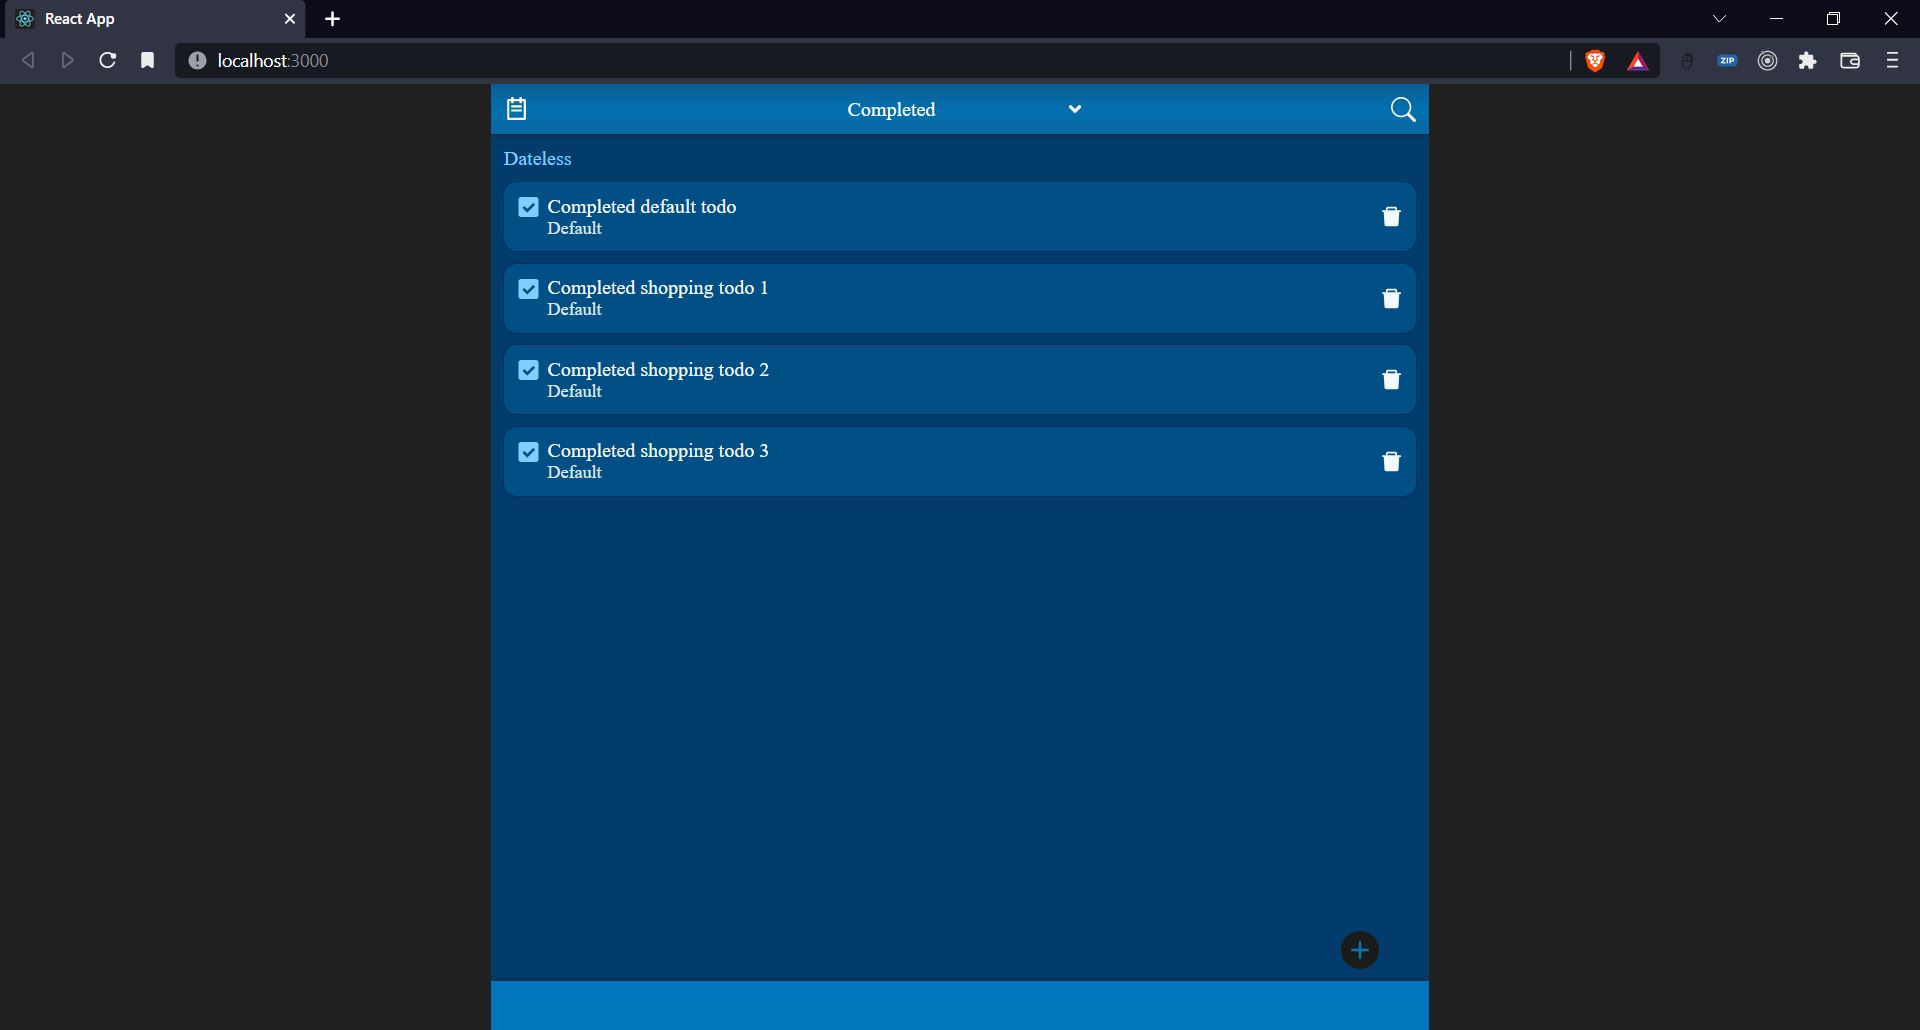 React App
localhost:3000
ZIP
Completed
Dateless
Completed default todo
Default
Completed shopping todo 1
Default
Completed shopping todo 2
Default
Completed shopping todo 3
Default